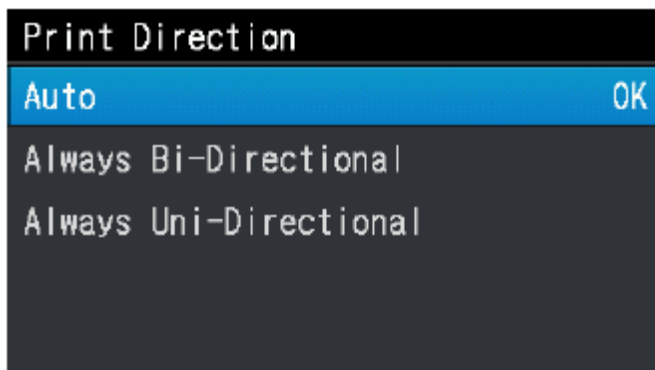 Print Direction
Auto OK
Always Bi-Directional
Always Uni-Directional